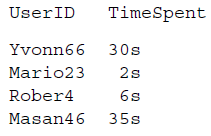 UserID TimeSpent
Yvonn66 30s
Mario23 2s
Rober4 6s
Masan46 35s